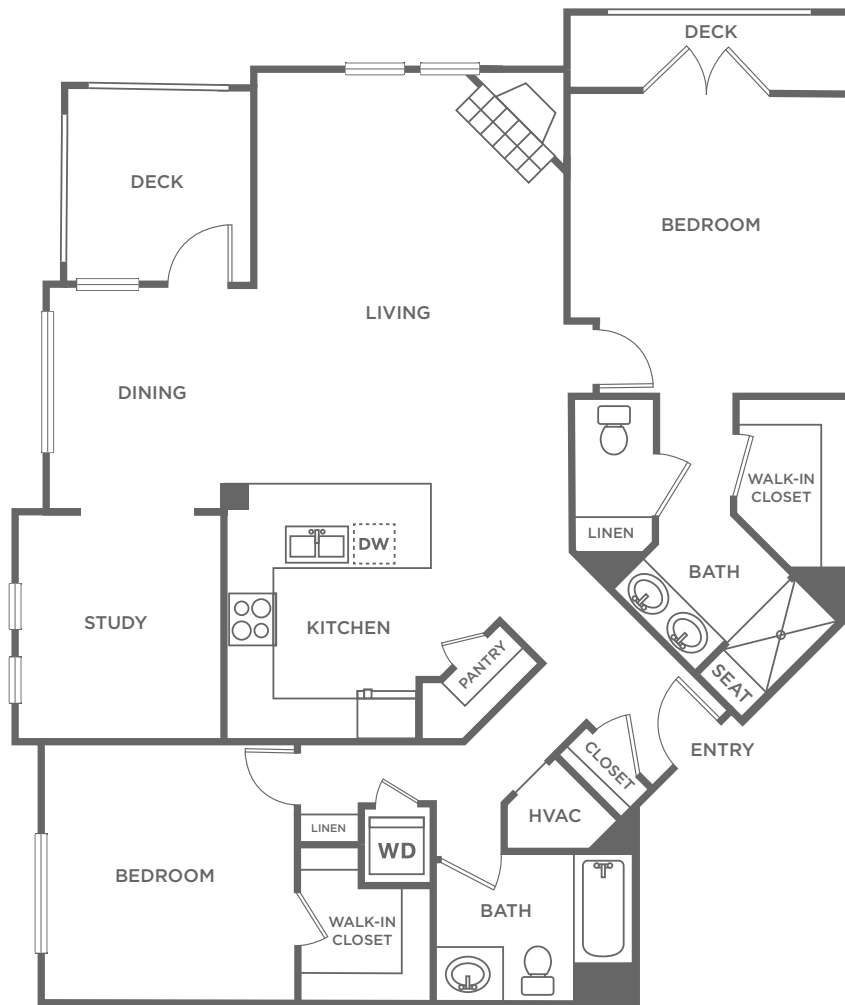 DECK
DECK
BEDROOM
LIVING
DINING
WALK-IN
CLOSET
LINEN
DW
BATH
STUDY
KITCHEN
PANTRY
SEAT
ENTRY
CLOSET
HVAC
LINEN
WD
BEDROOM
BATH
WALK-IN
CLOSET